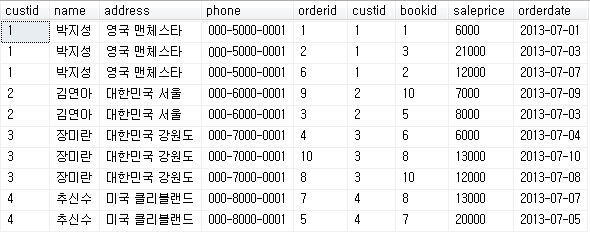 custid name address phone orderid custid bookid saleprice orderdate
1 박지성 영국 맨체스타 000-5000-0001 1 1 1 6000 2013-07-01
1 박지성 영국 맨체스타 000-5000-0001 2 1 3 21000 2013-07-03
1 박지성 영국 맨체스타 000-5000-0001 6 1 2 12000 2013-07-07
2 김연아 대한민국 서울 000-6000-0001 9 2 10 7000 2013-07-09
2 김연아 대한민국 서울 000-6000-0001 3 2 5 8000 2013-07-03
3 장미란 대한민국 강원도 000-7000-0001 4 3 6 6000 2013-07-04
3 장미란 대한민국 강원도 000-7000-0001 10 3 8 13000 2013-07-10
3 장미란 대한민국 강원도 000-7000-0001 8 3 10 12000 2013-07-08
4 추신수 미국 클리블랜드 000-8000-0001 7 4 8 13000 2013-07-07
4 추신수 미국 클리블랜드 000-8000-0001 5 4 7 20000 2013-07-05